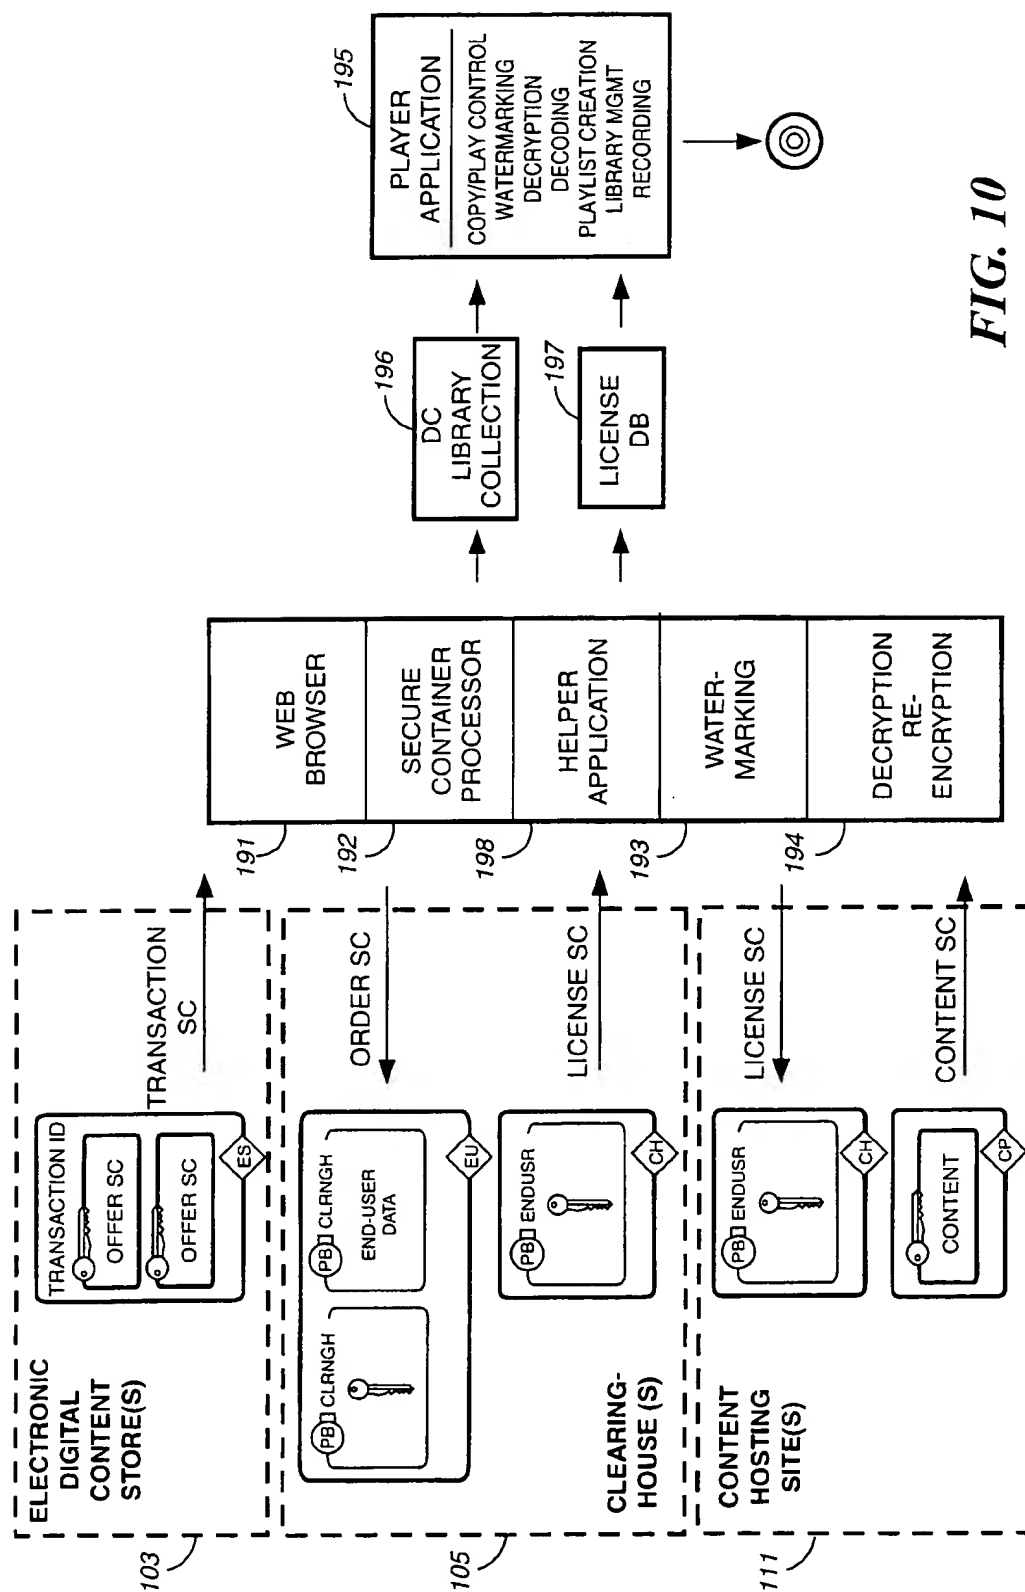 ELECTRONIC
DIGITAL
CONTENT
STORE(S)
103
TRANSACTION ID
OFFER SC
OFFER SC
ES
TRANSACTION
SC
105
PB CLRNGH
PB CLRNGH
END-USER
DATA
EU
ORDER SC
CLEARING-
HOUSE (S)
PB ENDUSR
CH
LICENSE SC
111
CONTENT
HOSTING
SITE(S)
PB ENDUSR
CH
LICENSE SC
CONTENT
CP
CONTENT SC
191
WEB
BROWSER
192
SECURE
CONTAINER
PROCESSOR
198
HELPER
APPLICATION
193
WATER-
MARKING
194
DECRYPTION
RE-
ENCRYPTION
196
DC
LIBRARY
COLLECTION
197
LICENSE
DB
195
PLAYER
APPLICATION
COPY/PLAY CONTROL
WATERMARKING
DECRYPTION
DECODING
PLAYLIST CREATION
LIBRARY MGMT
RECORDING
FIG. 10